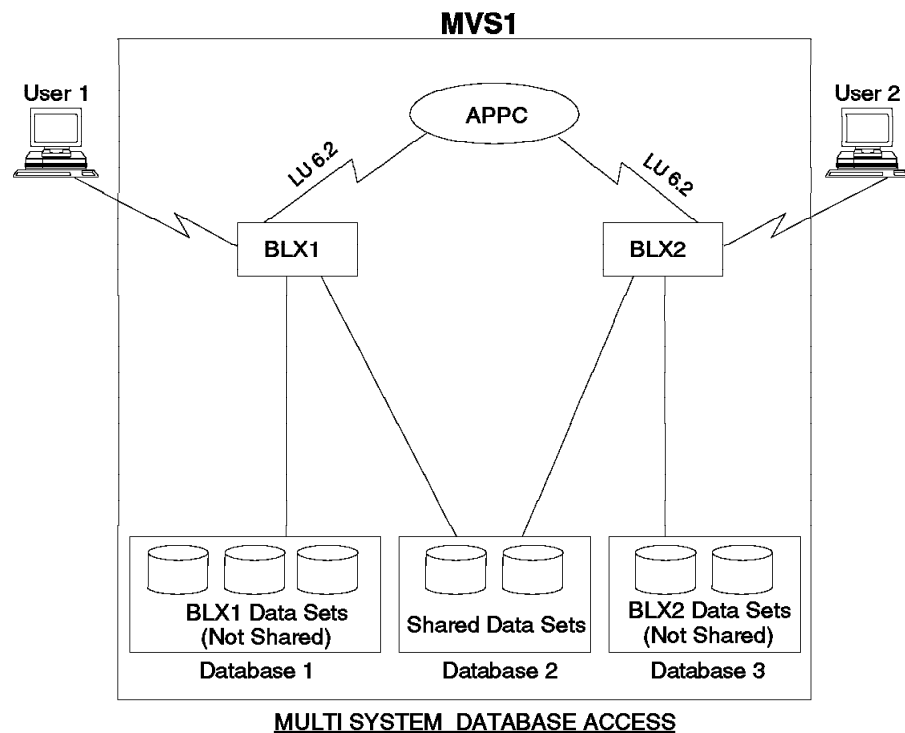 MVS1
User 1
User 2
APPC
LU 6.2
LU 6.2
BLX1
BLX2
BLX1 Data Sets
(Not Shared)
Shared Data Sets
BLX2 Data Sets
(Not Shared)
Database 1
Database 2
Database 3
MULTI SYSTEM DATABASE ACCESS